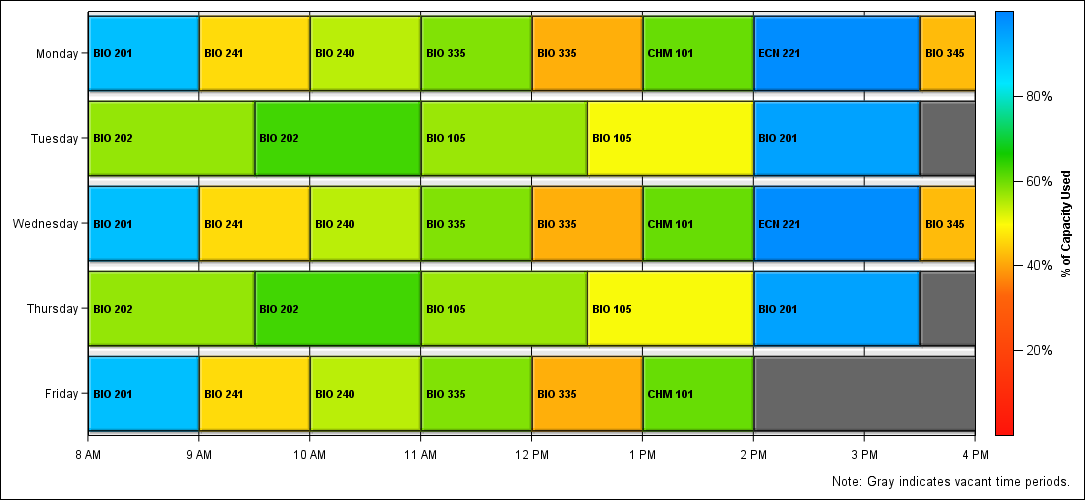 Monday BIO 201 BIO 241 BIO 240 BIO 335 BIO 335 CHM 101 ECN 221 BIO 345
Tuesday BIO 202 BIO 202 BIO 105 BIO 105 BIO 201
Wednesday BIO 201 BIO 241 BIO 240 BIO 335 BIO 335 CHM 101 ECN 221 BIO 345
Thursday BIO 202 BIO 202 BIO 105 BIO 105 BIO 201
Friday BIO 201 BIO 241 BIO 240 BIO 335 BIO 335 CHM 101
8 AM 9 AM 10 AM 11 AM 12 PM 1 PM 2 PM 3 PM 4 PM
80%
60%
40%
20%
% of Capacity Used
Note: Gray indicates vacant time periods.